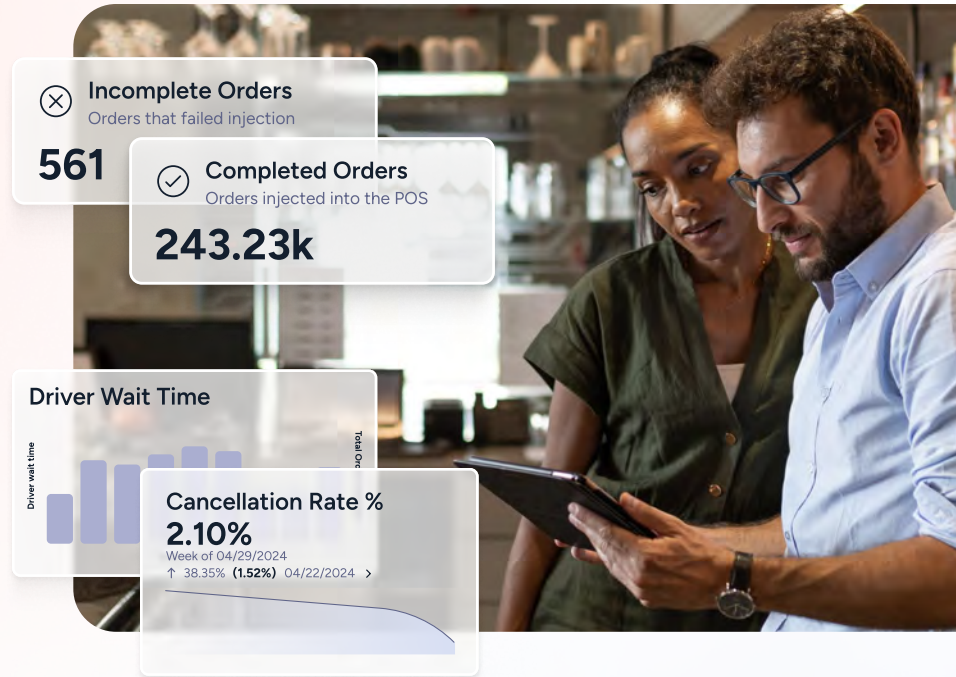 Incomplete Orders
Orders that failed injection
561
Completed Orders
Orders injected into the POS
243.23k
Driver Wait Time
Driver wait time
Total
Cancellation Rate %
2.10%
Week of 04/29/2024
↑ 38.35% (1.52%) 04/22/2024 >